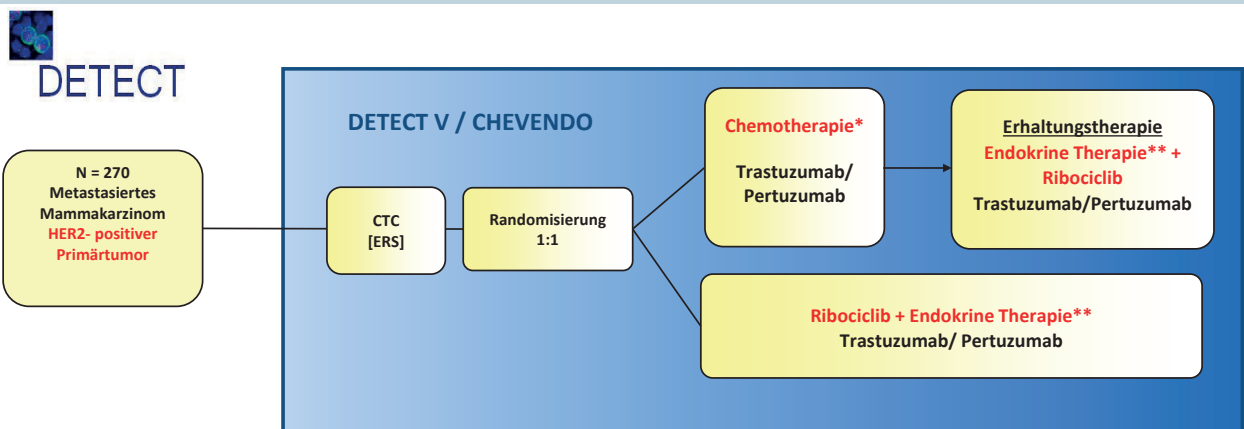 DETECT
DETECT V / CHEVENDO
N = 270
Metastasiertes
Mammakarzinom
HER2- positiver
Primärtumor
CTC
[ERS]
Randomisierung
1:1
Chemotherapie*
Trastuzumab/
Pertuzumab
Erhaltungstherapie
Endokrine Therapie** +
Ribociclib
Trastuzumab/Pertuzumab
Ribociclib + Endokrine Therapie**
Trastuzumab/ Pertuzumab